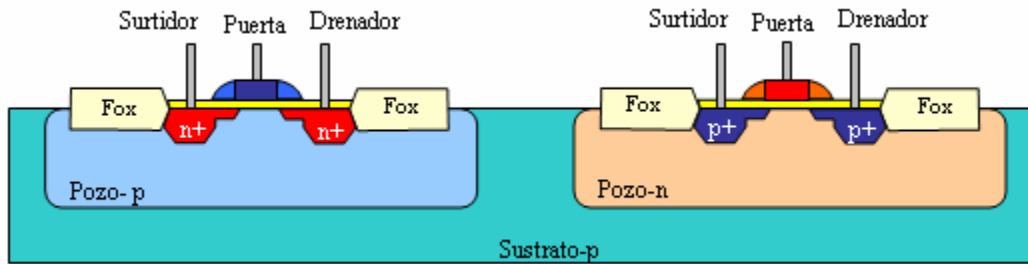 Surtidor Puerta Drenador
Surtidor Puerta Drenador
Fox
n+
n+
Fox
Fox
p+
p+
Fox
Pozo- p
Pozo-n
Sustrato-p